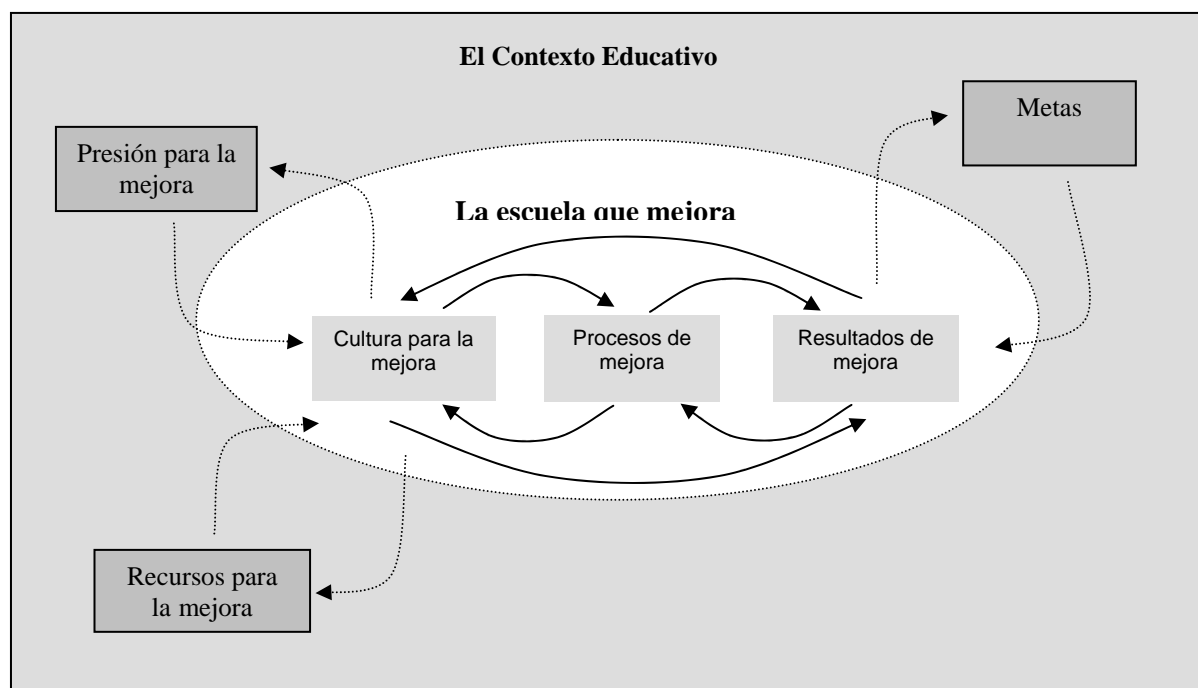 El Contexto Educativo
Metas
Presión para la
mejora
La escuela que mejora
Cultura para la
mejora
Procesos de
mejora
Resultados de
mejora
Recursos para
la mejora